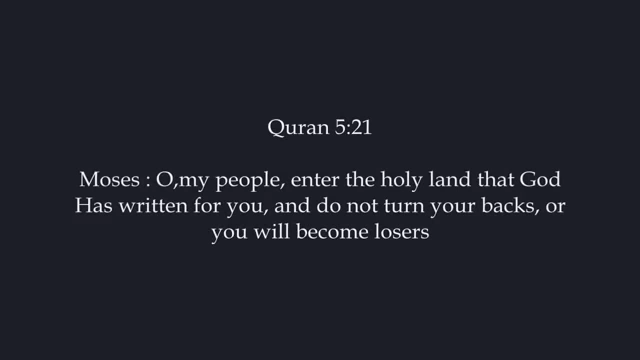 Quran 5:21
Moses : O,my people, enter the holy land that God
Has written for you, and do not turn your backs, or
you will become losers